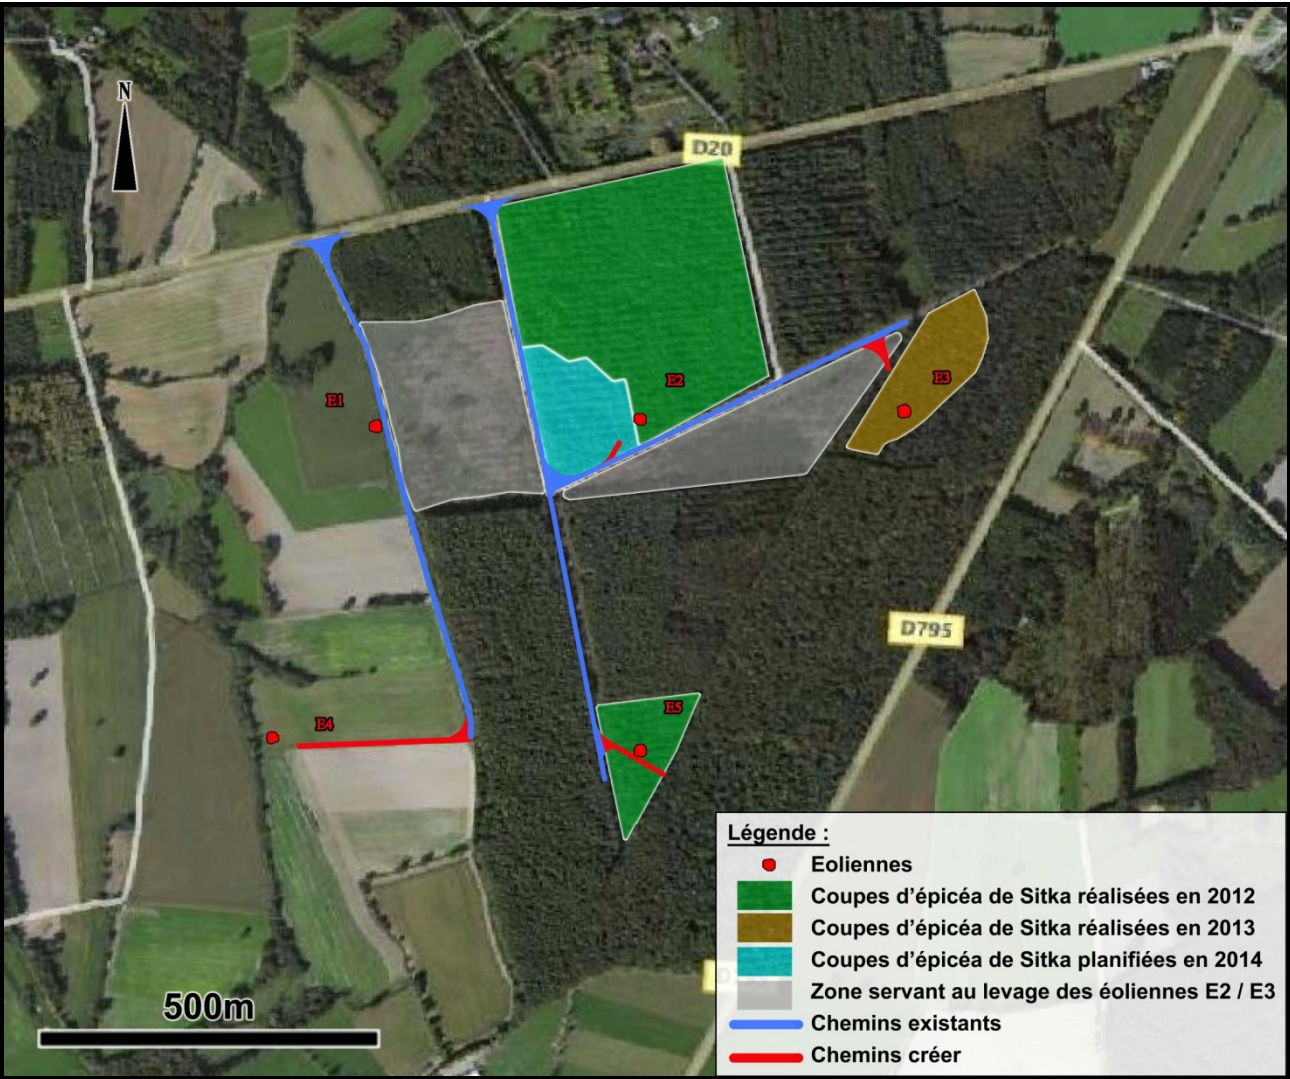 N
D20
E1
E2
E3
D795
E4
E5
500m
Légende :
Eoliennes
Coupes d'épicéa de Sitka réalisées en 2012
Coupes d'épicéa de Sitka réalisées en 2013
Coupes d'épicéa de Sitka planifiées en 2014
Zone servant au levage des éoliennes E2 / E3
Chemins existants
Chemins créer